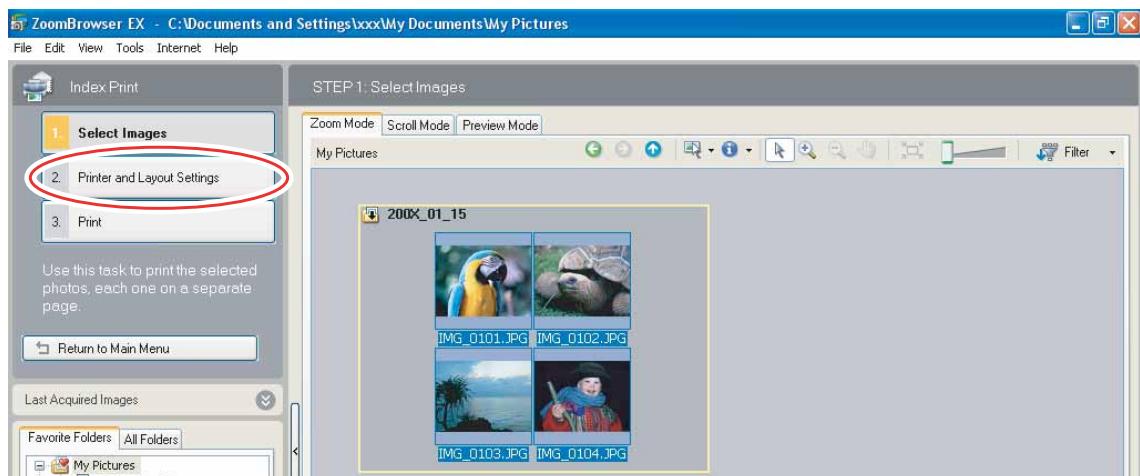 ZoomBrowser EX - C:\Documents and Settings\xxx\My Documents\My Pictures
File Edit View Tools Internet Help
Index Print
STEP 1: Select Images
1. Select Images
2. Printer and Layout Settings
3. Print
Use this task to print the selected
photos, each one on a separate
page.
Return to Main Menu
Last Acquired Images
Favorite Folders All Folders
My Pictures
Zoom Mode Scroll Mode Preview Mode
My Pictures
Filter
200X_01_15
IMG_0101.JPG IMG_0102.JPG
IMG_0103.JPG IMG_0104.JPG